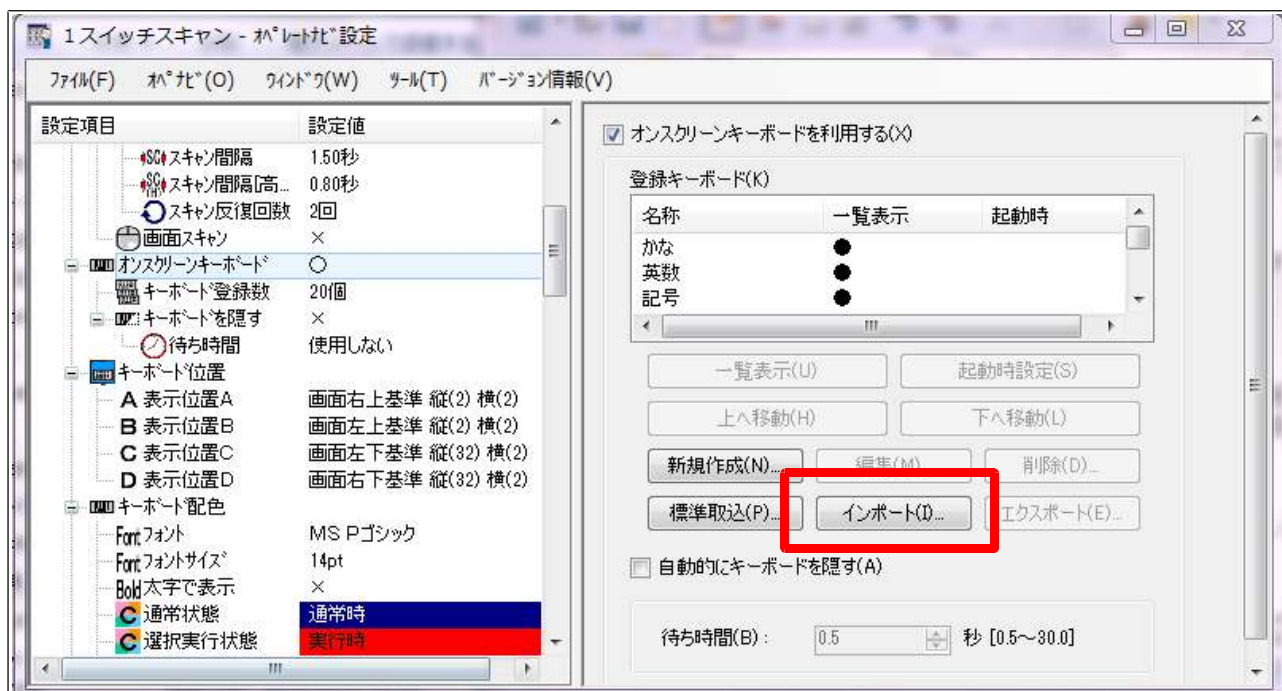 1スイッチスキャン - ｵﾍﾟﾚｰﾄﾅﾋﾞ設定
ﾌｧｲﾙ(F) ｵﾍﾟﾅﾋﾞ(O) ｳｨﾝﾄﾞｳ(W) ﾂｰﾙ(T) ﾊﾞｰｼﾞｮﾝ情報(V)
設定項目 設定値
スキャン間隔 1.50秒
スキャン間隔[高... 0.80秒
スキャン反復回数 2回
画面スキャン ×
オンスクリーンキーボード ○
キーボード登録数 20個
キーボードを隠す ×
待ち時間 使用しない
キーボード位置
A 表示位置A 画面右上基準 縦(2) 横(2)
B 表示位置B 画面左上基準 縦(2) 横(2)
C 表示位置C 画面左下基準 縦(32) 横(2)
D 表示位置D 画面右下基準 縦(32) 横(2)
キーボード配色
Font フォント MS Pゴシック
Font フォントサイズ 14pt
Bold 太字で表示 ×
C 通常状態 通常時
C 選択実行状態 実行時
オンスクリーンキーボードを利用する(X)
登録キーボード(K)
名称 一覧表示 起動時
かな ●
英数 ●
記号 ●
一覧表示(U) 起動時設定(S)
上へ移動(H) 下へ移動(L)
新規作成(N)... 編集(M)... 削除(D)...
標準取込(P)... インポート(I)... エクスポート(E)...
自動的にキーボードを隠す(A)
待ち時間(B) : 0.5 秒 [0.5～30.0]